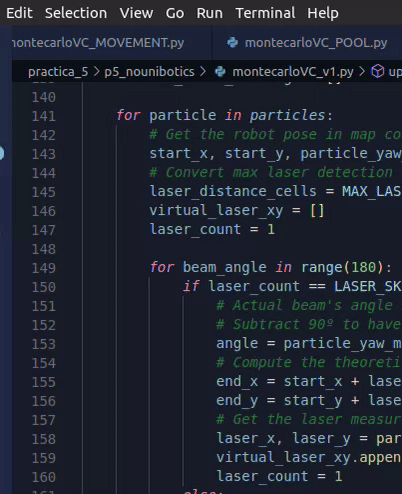 Edit Selection View Go Run Terminal Help
montecarloVC_MOVEMENT.py montecarloVC_POOL.py
practica_5 > p5_nounibotics > montecarloVC_v1.py > up
140
141 for particle in particles:
142 # Get the robot pose in map co
143 start_x, start_y, particle_yaw
144 # Convert max laser detection
145 laser_distance_cells = MAX_LAS
146 virtual_laser_xy = []
147 laser_count = 1
148
149 for beam_angle in range(180):
150 if laser_count == LASER_SK
151 # Actual beam's angle
152 # Subtract 90º to have
153 angle = particle_yaw_m
154 # Compute the theoreti
155 end_x = start_x + lase
156 end_y = start_y + lase
157 # Get the laser measur
158 laser_x, laser_y = par
159 virtual_laser_xy.appen
160 laser_count = 1
161 else: